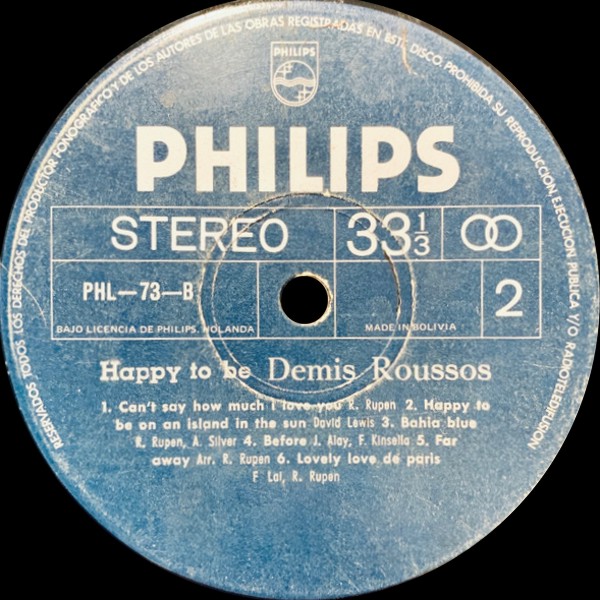 RESERVADOS TODOS LOS DERECHOS DEL PRODUCTOR FONOGRAFICO Y DE LOS AUTORES DE LAS OBRAS REGISTRADAS EN ESTE DISCO. PROHIBIDA SU REPRODUCCION EJECUCION PUBLICA Y/O RADIOTELEDIFUSION
PHILIPS
PHILIPS
STEREO 33 1/3
PHL—73—B 2
BAJO LICENCIA DE PHILIPS. HOLANDA MADE IN BOLIVIA
Happy to be Demis Roussos
1. Can't say how much I love you R. Rupen 2. Happy to
be on an island in the sun David Lewis 3. Bahia blue
R. Rupen, A. Silver 4. Before J. Alay, F. Kinsella 5. Far
away Arr. R. Rupen 6. Lovely love de paris
F Lai, R. Rupen